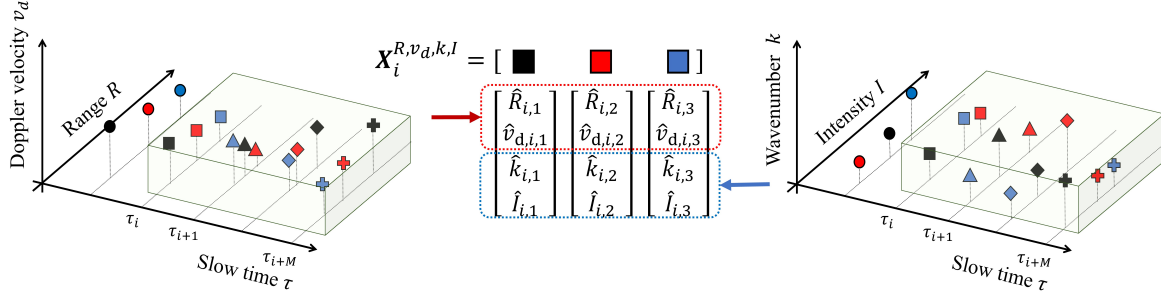 Doppler velocity v_d
Range R
τ_i
τ_{i+1}
τ_{i+M}
Slow time τ
X_i^{R,v_d,k,I} = [ ]
R̂_{i,1} R̂_{i,2} R̂_{i,3}
v̂_{d,i,1} v̂_{d,i,2} v̂_{d,i,3}
k̂_{i,1} k̂_{i,2} k̂_{i,3}
Î_{i,1} Î_{i,2} Î_{i,3}
Wavenumber k
Intensity I
τ_i
τ_{i+1}
τ_{i+M}
Slow time τ